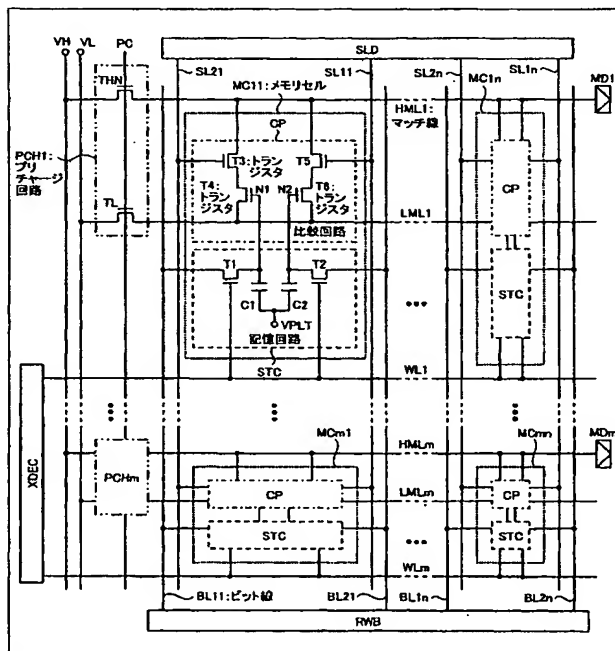 VH VL PC SLD
SL21 SL11 SL2n SL1n
THN MC11:メモリセル MC1n MD1
CP HML1:
マッチ線
PCH1:
プリ
チャージ
回路
T3:トラン
ジスタ
T5
T4:
トラン
ジスタ
N1 N2
T6:
トラン
ジスタ
CP
TL LML1
比較回路
T1 T2
STC
C1 C2
VPLT
記憶回路
STC WL1
XDEC
MCm1 HMLm MCmn MDm
PCHm
CP LMLm CP
STC STC
WLm
BL11:ビット線 BL21 BL1n BL2n
RWB